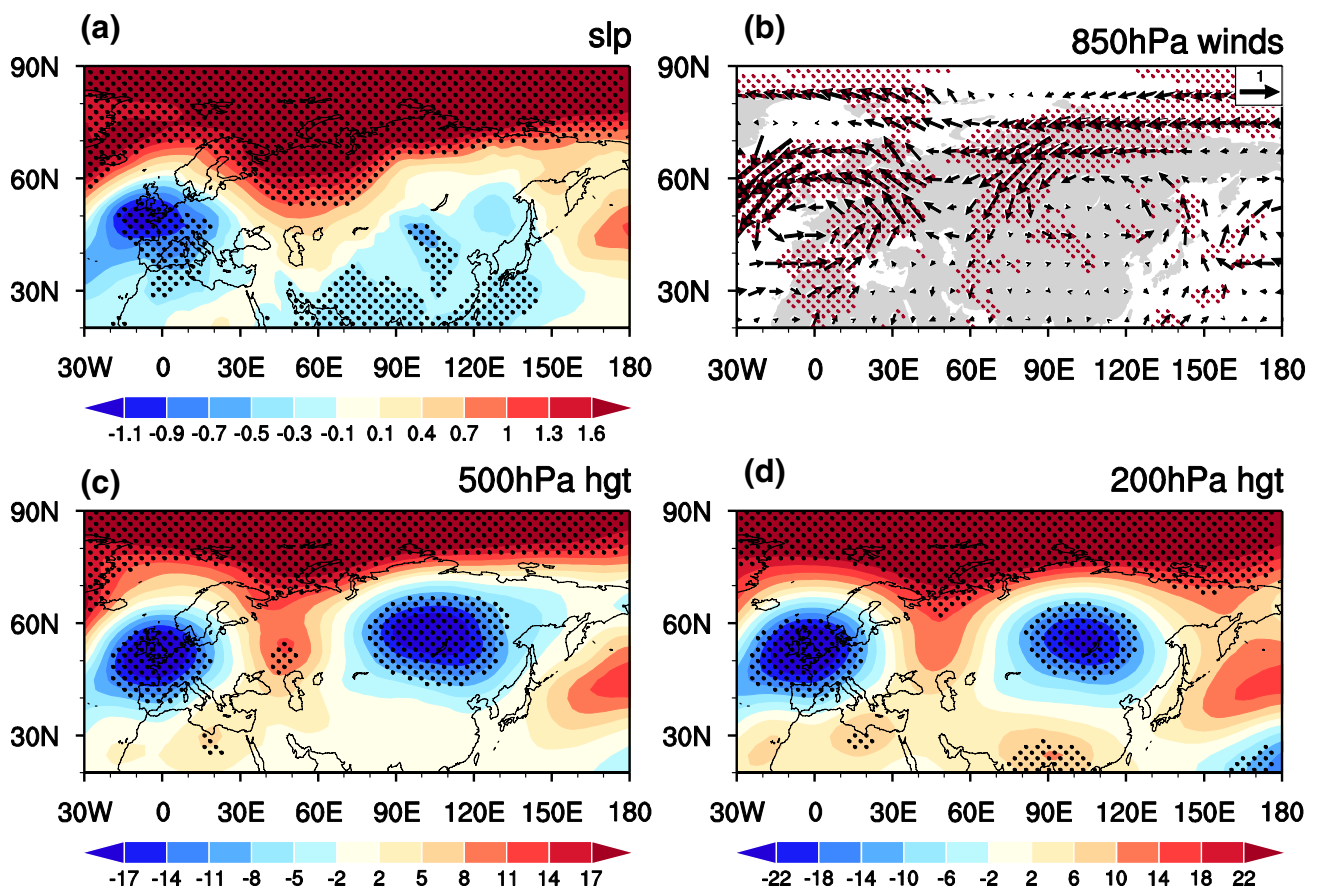 (a) slp
90N
60N
30N
30W 0 30E 60E 90E 120E 150E 180
-1.1 -0.9 -0.7 -0.5 -0.3 -0.1 0.1 0.4 0.7 1 1.3 1.6
(b) 850hPa winds
1
90N
60N
30N
30W 0 30E 60E 90E 120E 150E 180
(c) 500hPa hgt
90N
60N
30N
30W 0 30E 60E 90E 120E 150E 180
-17 -14 -11 -8 -5 -2 2 5 8 11 14 17
(d) 200hPa hgt
90N
60N
30N
30W 0 30E 60E 90E 120E 150E 180
-22 -18 -14 -10 -6 -2 2 6 10 14 18 22